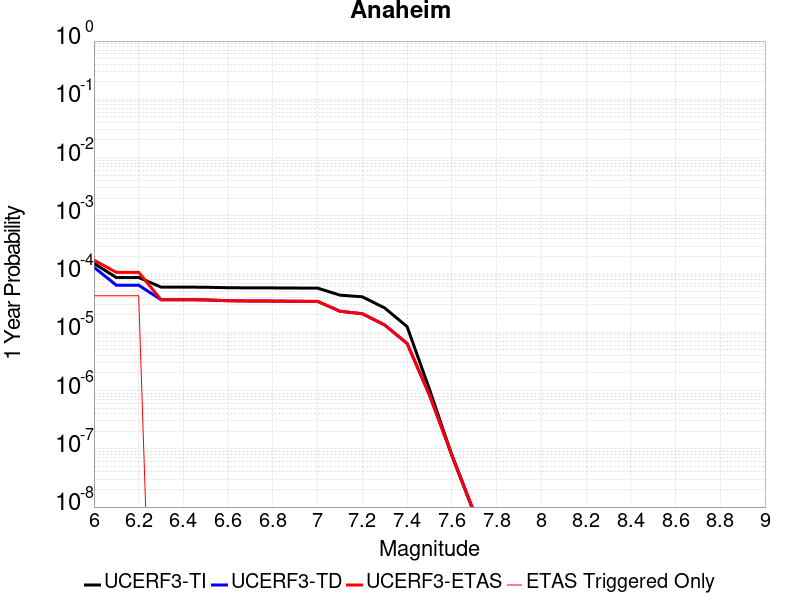 Anaheim
10^0
10^-1
10^-2
10^-3
10^-4
10^-5
10^-6
10^-7
10^-8
1 Year Probability
6 6.2 6.4 6.6 6.8 7 7.2 7.4 7.6 7.8 8 8.2 8.4 8.6 8.8 9
Magnitude
UCERF3-TI UCERF3-TD UCERF3-ETAS ETAS Triggered Only